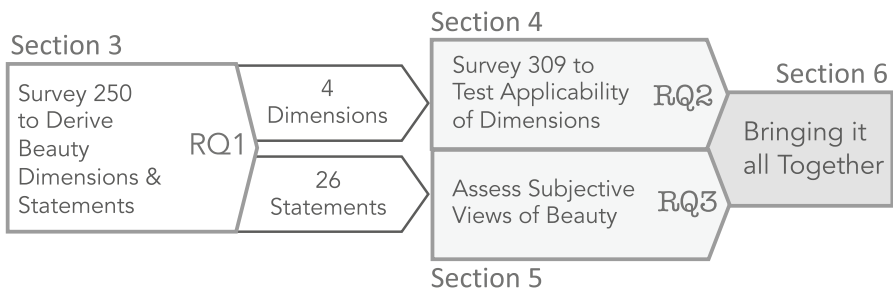 Section 3
Survey 250
to Derive
Beauty
Dimensions &
Statements
RQ1
4
Dimensions
26
Statements
Section 4
Survey 309 to
Test Applicability
of Dimensions
RQ2
Assess Subjective
Views of Beauty
RQ3
Section 5
Section 6
Bringing it
all Together